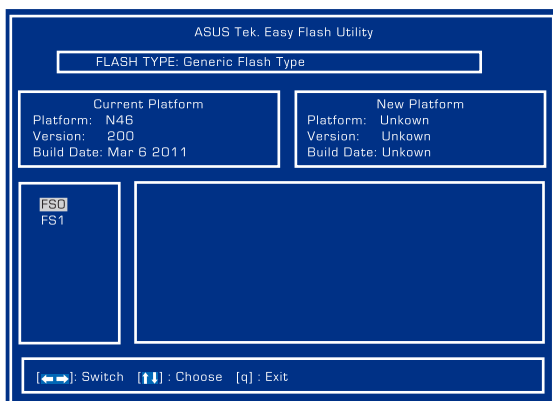 ASUS Tek. Easy Flash Utility
FLASH TYPE: Generic Flash Type
Current Platform
Platform: N46
Version: 200
Build Date: Mar 6 2011
New Platform
Platform: Unkown
Version: Unkown
Build Date: Unkown
FS0
FS1
[←→]: Switch [↑↓] : Choose [q] : Exit